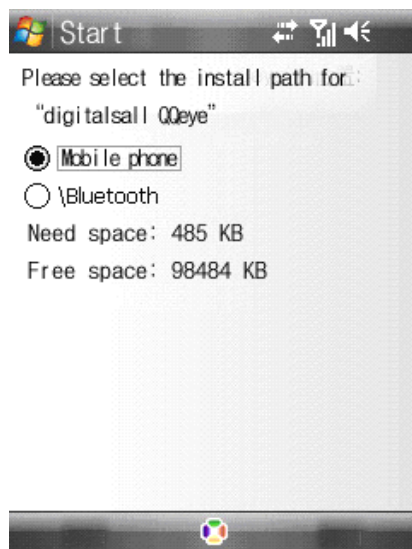 Start
Please select the install path for:
"digitalsall QQeye"
Mobile phone
\Bluetooth
Need space: 485 KB
Free space: 98484 KB